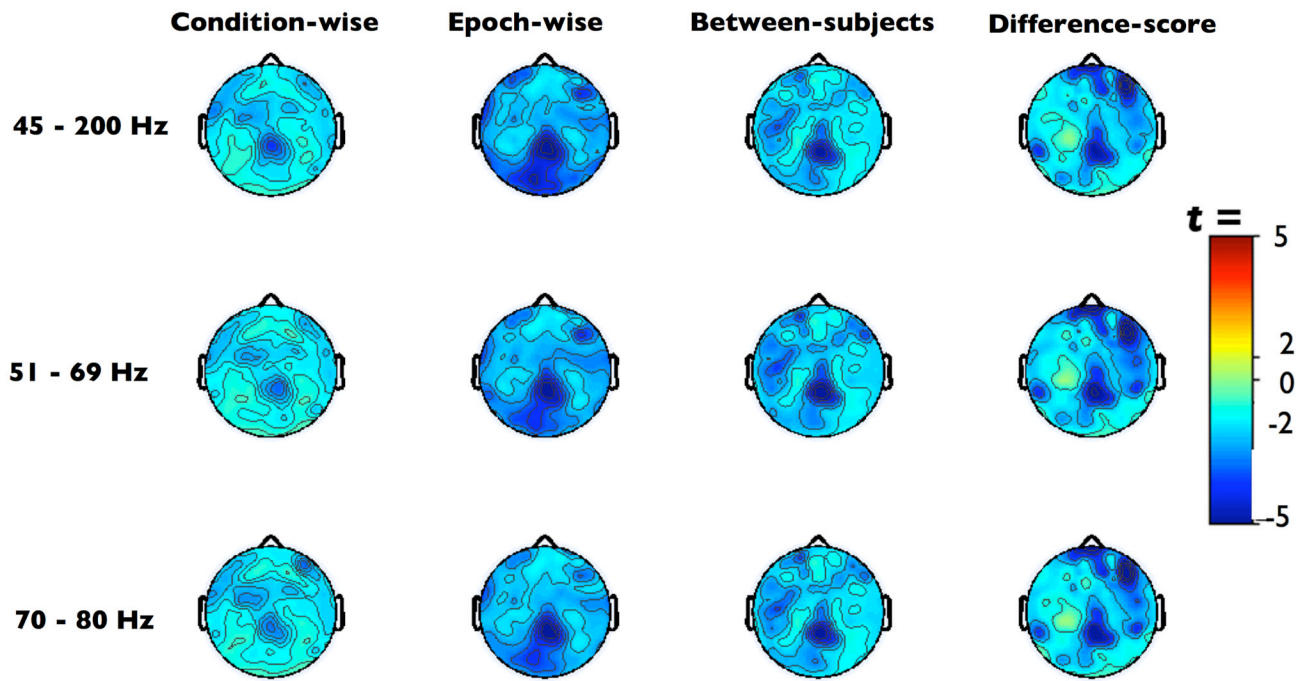 Condition-wise Epoch-wise Between-subjects Difference-score
45 - 200 Hz
t =
5
2
0
-2
-5
51 - 69 Hz
70 - 80 Hz